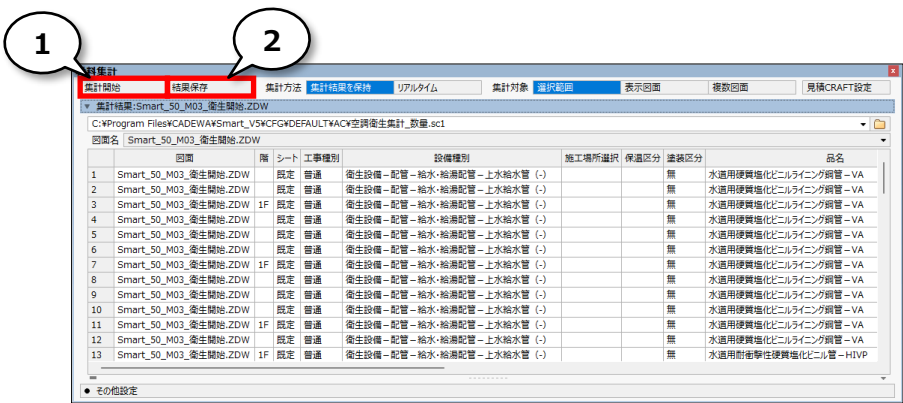 1
2
料集計
集計開始 結果保存 集計方法 集計結果を保持 リアルタイム 集計対象 選択範囲 表示図面 複数図面 見積CRAFT設定
集計結果:Smart_50_M03_衛生開始.ZDW
C:¥Program Files¥CADEWA¥Smart_V5¥CFG¥DEFAULT¥AC¥空調衛生集計_数量.sc1
図面名 Smart_50_M03_衛生開始.ZDW
図面 階 シート 工事種別 設備種別 施工場所選択 保温区分 塗装区分 品名
1 Smart_50_M03_衛生開始.ZDW 既定 普通 衛生設備－配管－給水・給湯配管－上水給水管 (-) 無 水道用硬質塩化ビニルライニング鋼管－VA
2 Smart_50_M03_衛生開始.ZDW 既定 普通 衛生設備－配管－給水・給湯配管－上水給水管 (-) 無 水道用硬質塩化ビニルライニング鋼管－VA
3 Smart_50_M03_衛生開始.ZDW 1F 既定 普通 衛生設備－配管－給水・給湯配管－上水給水管 (-) 無 水道用硬質塩化ビニルライニング鋼管－VA
4 Smart_50_M03_衛生開始.ZDW 既定 普通 衛生設備－配管－給水・給湯配管－上水給水管 (-) 無 水道用硬質塩化ビニルライニング鋼管－VA
5 Smart_50_M03_衛生開始.ZDW 既定 普通 衛生設備－配管－給水・給湯配管－上水給水管 (-) 無 水道用硬質塩化ビニルライニング鋼管－VA
6 Smart_50_M03_衛生開始.ZDW 既定 普通 衛生設備－配管－給水・給湯配管－上水給水管 (-) 無 水道用硬質塩化ビニルライニング鋼管－VA
7 Smart_50_M03_衛生開始.ZDW 1F 既定 普通 衛生設備－配管－給水・給湯配管－上水給水管 (-) 無 水道用硬質塩化ビニルライニング鋼管－VA
8 Smart_50_M03_衛生開始.ZDW 既定 普通 衛生設備－配管－給水・給湯配管－上水給水管 (-) 無 水道用硬質塩化ビニルライニング鋼管－VA
9 Smart_50_M03_衛生開始.ZDW 既定 普通 衛生設備－配管－給水・給湯配管－上水給水管 (-) 無 水道用硬質塩化ビニルライニング鋼管－VA
10 Smart_50_M03_衛生開始.ZDW 既定 普通 衛生設備－配管－給水・給湯配管－上水給水管 (-) 無 水道用硬質塩化ビニルライニング鋼管－VA
11 Smart_50_M03_衛生開始.ZDW 1F 既定 普通 衛生設備－配管－給水・給湯配管－上水給水管 (-) 無 水道用硬質塩化ビニルライニング鋼管－VA
12 Smart_50_M03_衛生開始.ZDW 既定 普通 衛生設備－配管－給水・給湯配管－上水給水管 (-) 無 水道用硬質塩化ビニルライニング鋼管－VA
13 Smart_50_M03_衛生開始.ZDW 1F 既定 普通 衛生設備－配管－給水・給湯配管－上水給水管 (-) 無 水道用耐衝撃性硬質塩化ビニル管－HIVP
その他設定